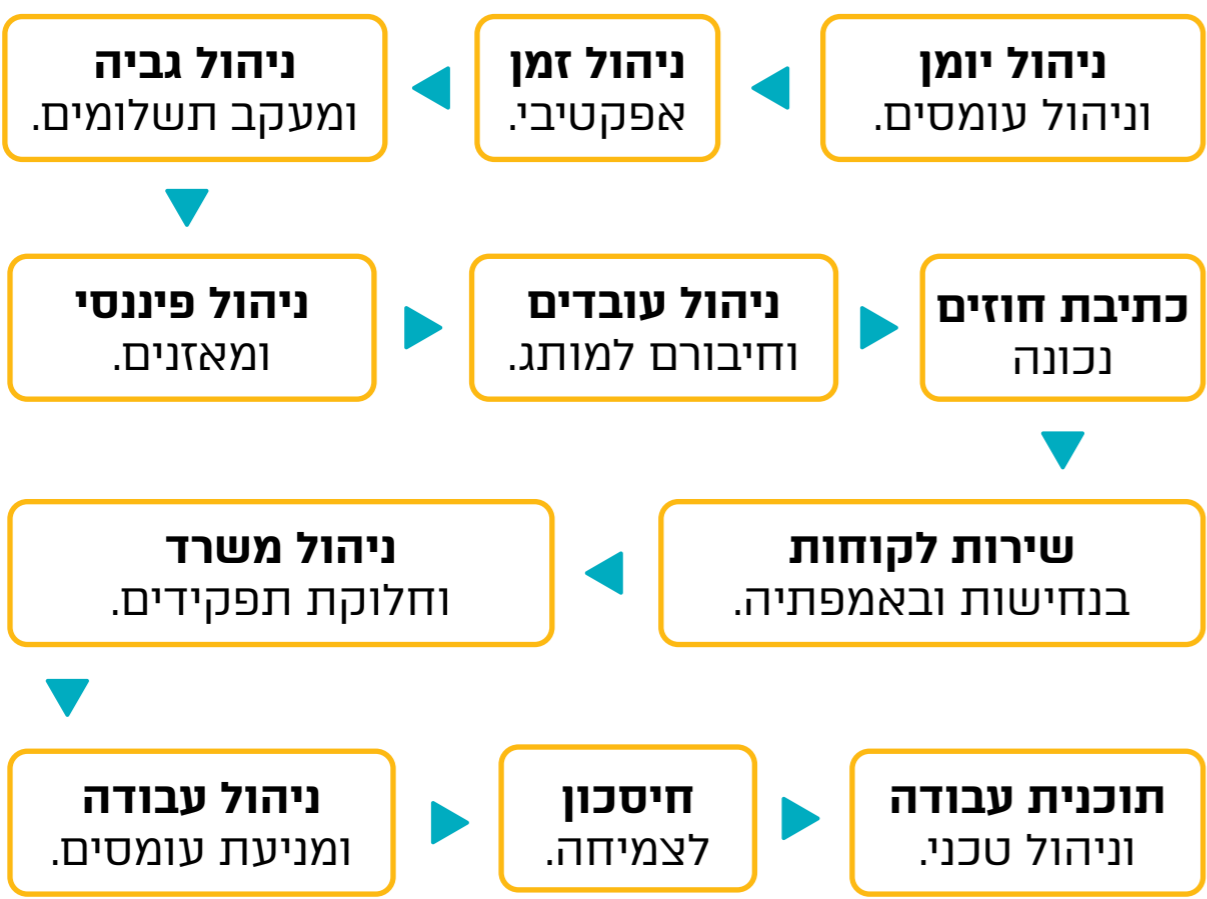 ניהול יומן
וניהול עומסים.
ניהול זמן
אפקטיבי.
ניהול גביה
ומעקב תשלומים.
ניהול פיננסי
ומאזנים.
ניהול עובדים
וחיבורם למותג.
כתיבת חוזים
נכונה
שירות לקוחות
בנחישות ובאמפתיה.
ניהול משרד
וחלוקת תפקידים.
ניהול עבודה
ומניעת עומסים.
חיסכון
לצמיחה.
תוכנית עבודה
וניהול טכני.